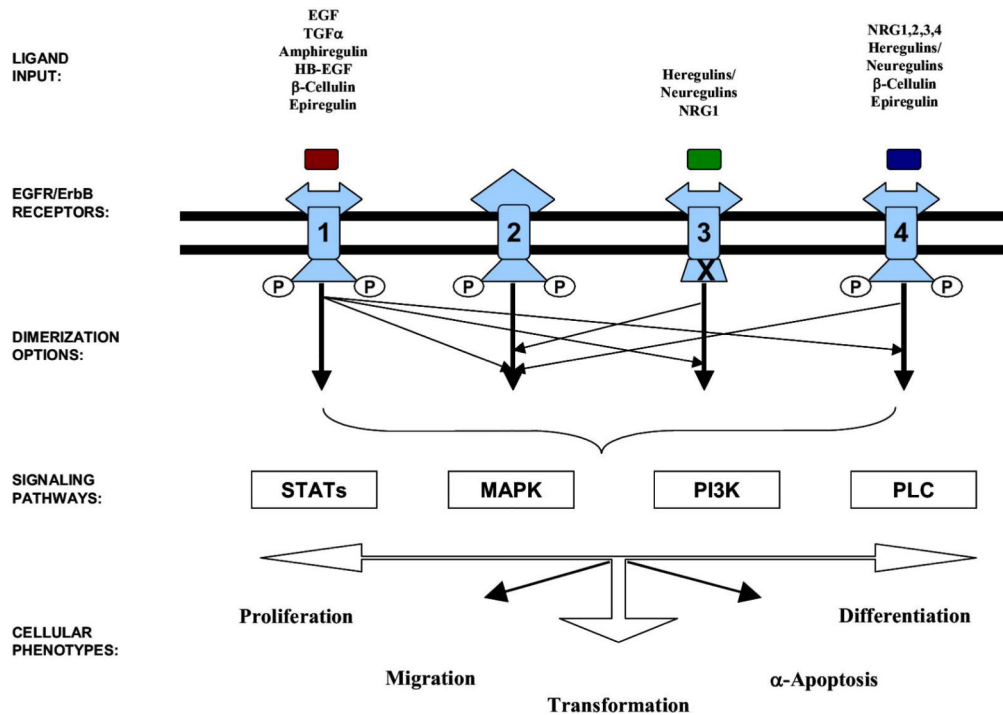 LIGAND
INPUT:
EGF
TGFα
Amphiregulin
HB-EGF
β-Cellulin
Epiregulin
Heregulins/
Neuregulins
NRG1
NRG1,2,3,4
Heregulins/
Neuregulins
β-Cellulin
Epiregulin
EGFR/ErbB
RECEPTORS:
1
2
3
4
X
P
P
P
P
P
P
DIMERIZATION
OPTIONS:
SIGNALING
PATHWAYS:
STATs
MAPK
PI3K
PLC
CELLULAR
PHENOTYPES:
Proliferation
Differentiation
Migration
α-Apoptosis
Transformation